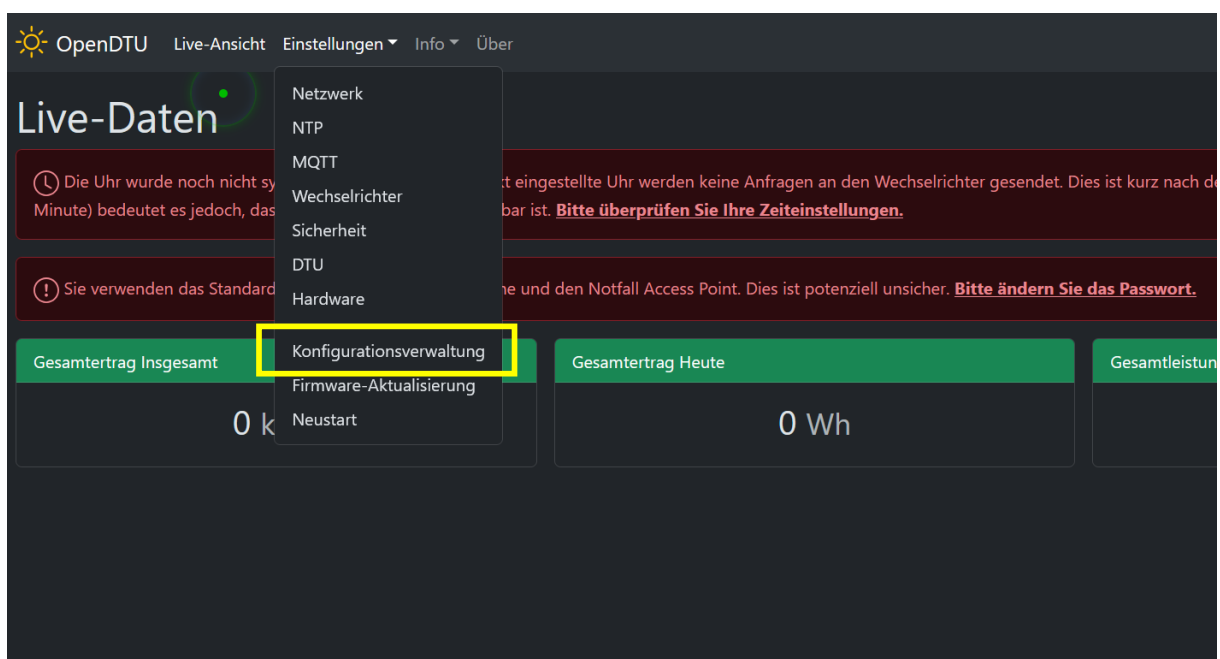 OpenDTU Live-Ansicht Einstellungen Info Über
Netzwerk
NTP
MQTT
Wechselrichter
Sicherheit
DTU
Hardware
Konfigurationsverwaltung
Firmware-Aktualisierung
Neustart
Live-Daten
Die Uhr wurde noch nicht sy t eingestellte Uhr werden keine Anfragen an den Wechselrichter gesendet. Dies ist kurz nach de
Minute) bedeutet es jedoch, das bar ist. Bitte überprüfen Sie Ihre Zeiteinstellungen.
Sie verwenden das Standard ne und den Notfall Access Point. Dies ist potenziell unsicher. Bitte ändern Sie das Passwort.
Gesamtertrag Insgesamt
0 k
Gesamtertrag Heute
0 Wh
Gesamtleistun